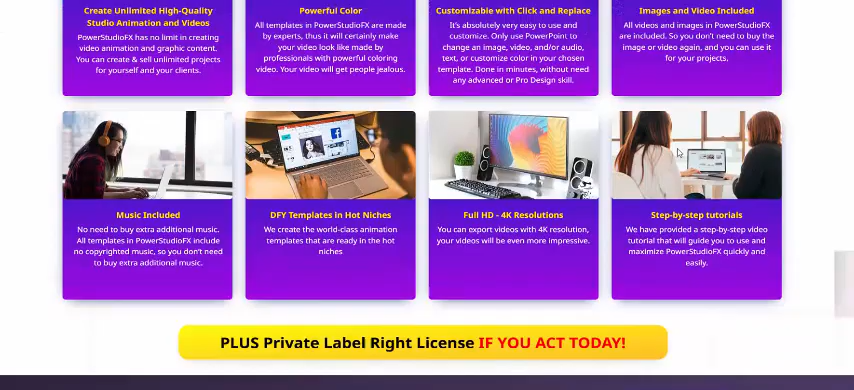 Create Unlimited High-Quality
Studio Animation and Videos
PowerStudioFX has no limit in creating
video animation and graphic content.
You can create & sell unlimited projects
for yourself and your clients.
Powerful Color
All templates in PowerStudioFX are made
by experts, thus it will certainly make
your video look like made by
professionals with powerful coloring
video. Your video will get people jealous.
Customizable with Click and Replace
It's absolutely very easy to use and
customize. Only use PowerPoint to
change an image, video, and/or audio,
text, or customize color in your chosen
template. Done in minutes, without need
any advanced or Pro Design skill.
Images and Video Included
All videos and images in PowerStudioFX
are included. So you don't need to buy the
image or video again, and you can use it
for your projects.
Music Included
No need to buy extra additional music.
All templates in PowerStudioFX include
no copyrighted music, so you don't need
to buy extra additional music.
DFY Templates in Hot Niches
We create the world-class animation
templates that are ready in the hot
niches
Full HD - 4K Resolutions
You can export videos with 4K resolution,
your videos will be even more impressive.
Step-by-step tutorials
We have provided a step-by-step video
tutorial that will guide you to use and
maximize PowerStudioFX quickly and
easily.
PLUS Private Label Right License IF YOU ACT TODAY!